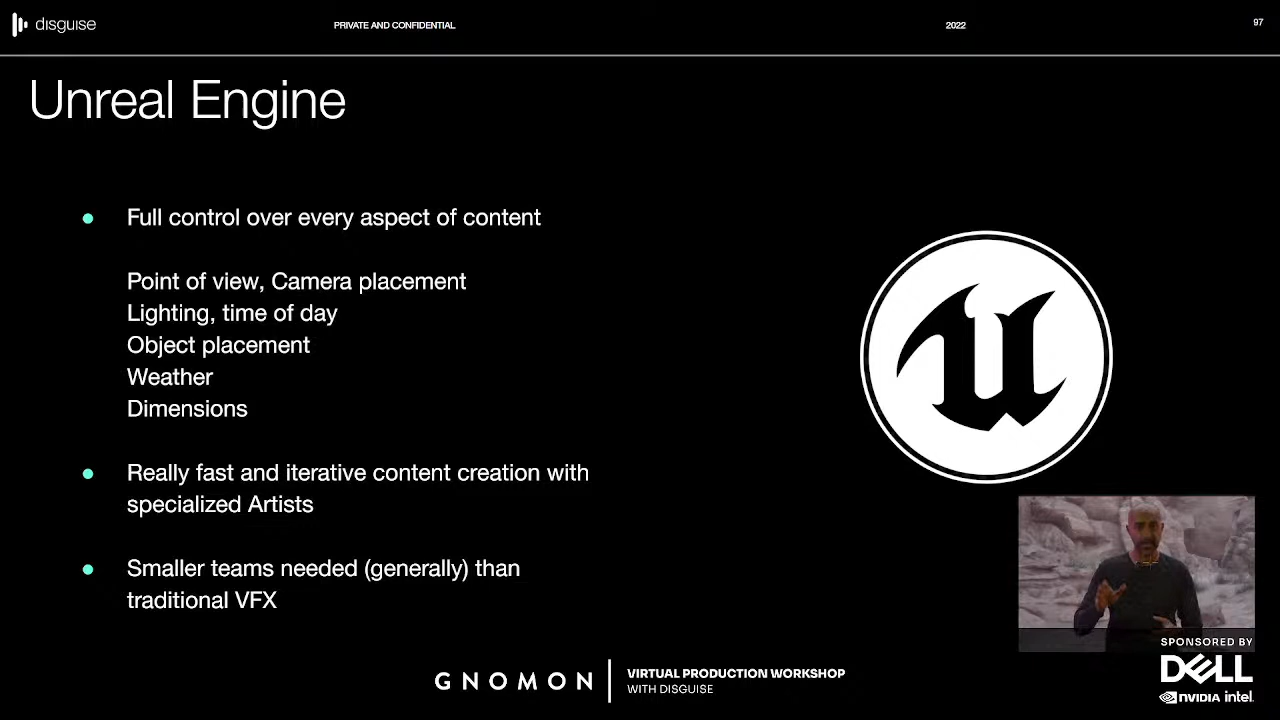 disguise
PRIVATE AND CONFIDENTIAL
2022
97
Unreal Engine
Full control over every aspect of content
Point of view, Camera placement
Lighting, time of day
Object placement
Weather
Dimensions
Really fast and iterative content creation with
specialized Artists
Smaller teams needed (generally) than
traditional VFX
SPONSORED BY
DELL
NVIDIA intel.
GNOMON
VIRTUAL PRODUCTION WORKSHOP
WITH DISGUISE